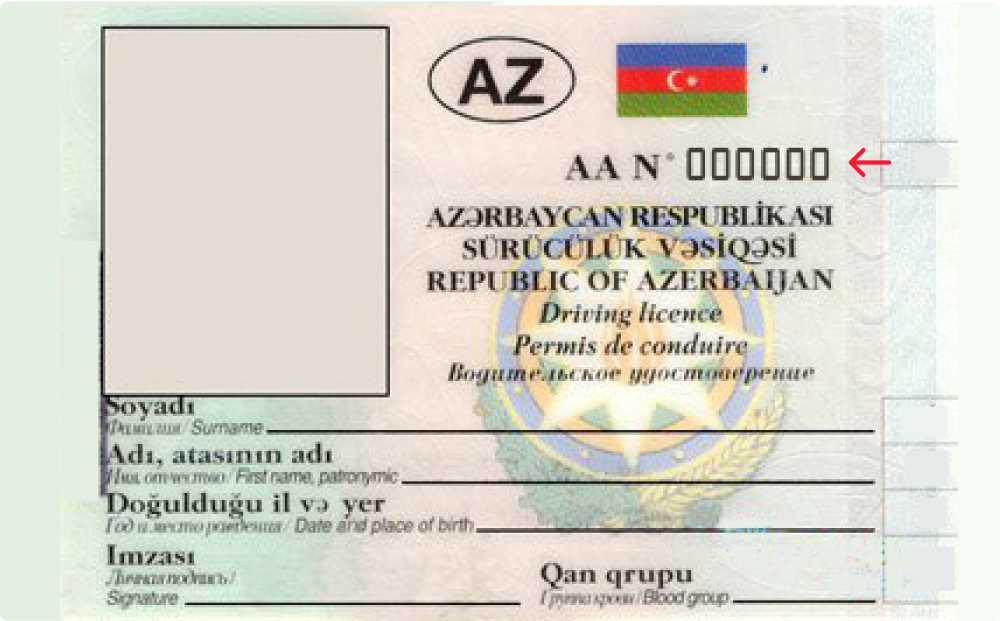 AZ
AA N° 000000
AZƏRBAYCAN RESPUBLİKASI
SÜRÜCÜLÜK VƏSİQƏSİ
REPUBLIC OF AZERBAIJAN
Driving licence
Permis de conduire
Водительское удостоверение
Soyadı
Фамилия / Surname
Adı, atasının adı
Имя, отчество / First name, patronymic
Doğulduğu il və yer
Год и место рождения / Date and place of birth
Imzası
Личная подпись /
Signature
Qan qrupu
Группа крови / Blood group